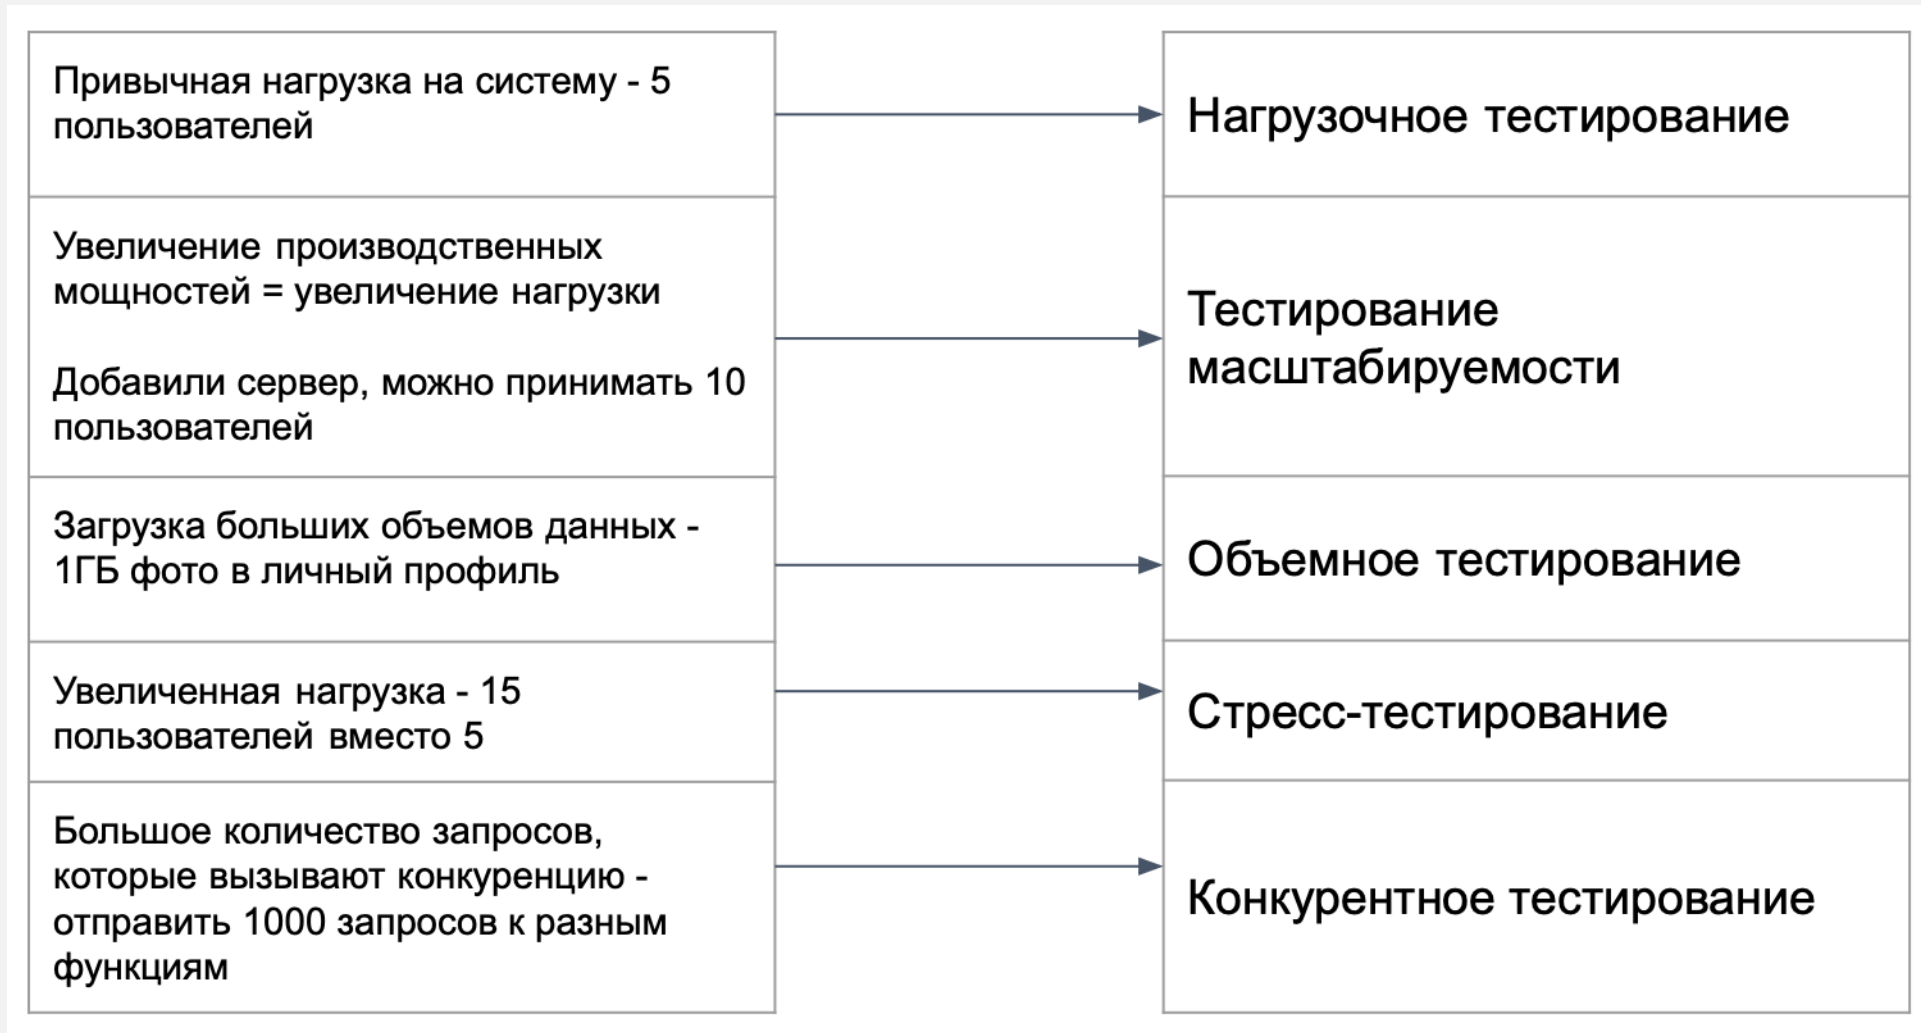 Привычная нагрузка на систему - 5
пользователей
Нагрузочное тестирование
Увеличение производственных
мощностей = увеличение нагрузки
Добавили сервер, можно принимать 10
пользователей
Тестирование
масштабируемости
Загрузка больших объемов данных -
1ГБ фото в личный профиль
Объемное тестирование
Увеличенная нагрузка - 15
пользователей вместо 5
Стресс-тестирование
Большое количество запросов,
которые вызывают конкуренцию -
отправить 1000 запросов к разным
функциям
Конкурентное тестирование